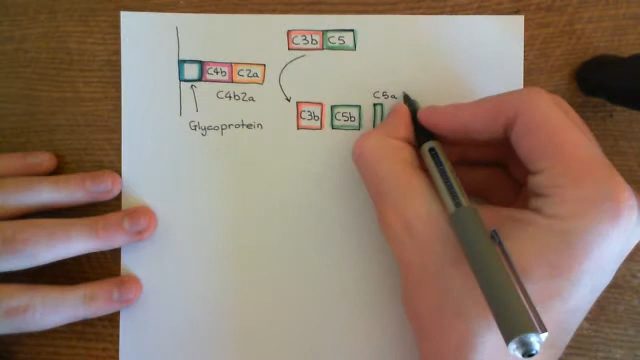 C3b C5
C4b C2a
C4b2a
Glycoprotein
C5a
C3b C5b